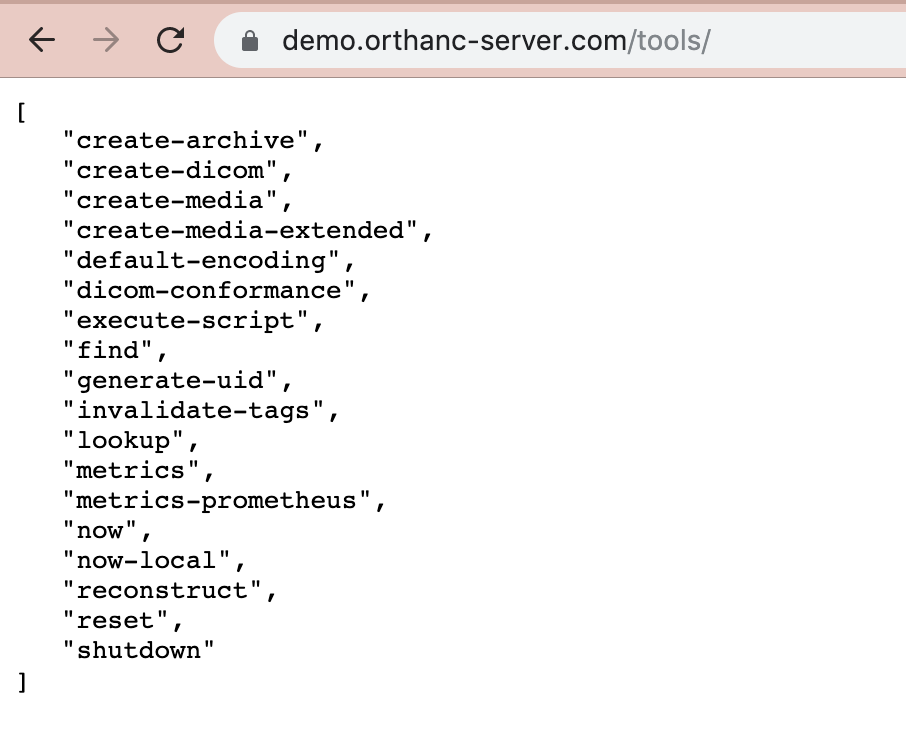 demo.orthanc-server.com/tools/
[
"create-archive",
"create-dicom",
"create-media",
"create-media-extended",
"default-encoding",
"dicom-conformance",
"execute-script",
"find",
"generate-uid",
"invalidate-tags",
"lookup",
"metrics",
"metrics-prometheus",
"now",
"now-local",
"reconstruct",
"reset",
"shutdown"
]